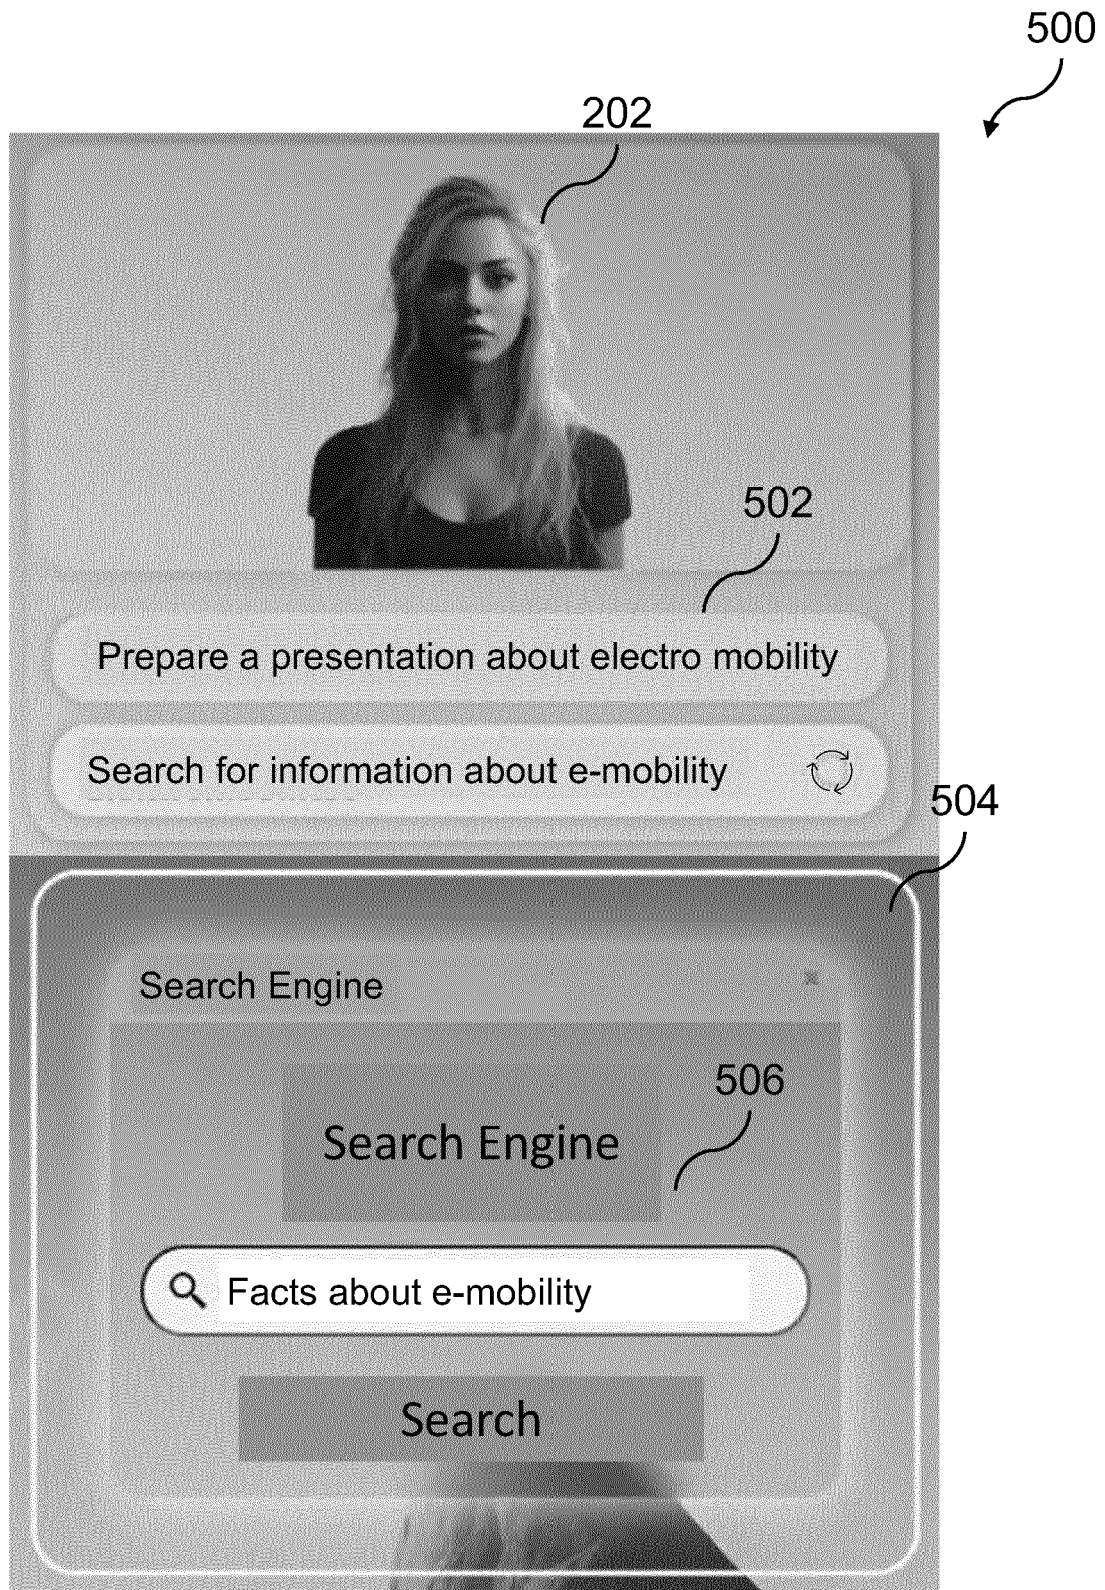 500
202
502
Prepare a presentation about electro mobility
Search for information about e-mobility
504
Search Engine
506
Search Engine
Facts about e-mobility
Search